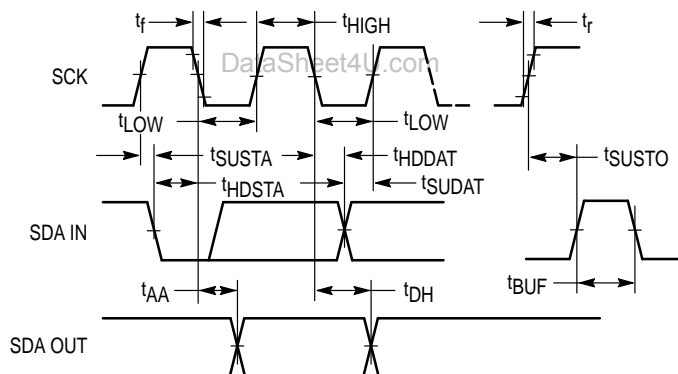 tf tHIGH tr
DataSheet4U.com
SCK
tLOW tLOW
tSUSTA tHDDAT tSUSTO
tHDSTA tSUDAT
SDA IN
tAA tDH tBUF
SDA OUT